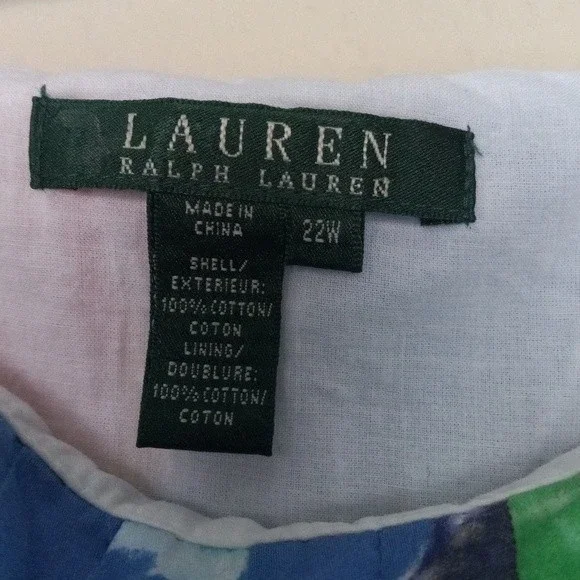 LAUREN
RALPH LAUREN
MADE IN
CHINA
22W
SHELL/
EXTERIEUR:
100% COTTON/
COTON
LINING/
DOUBLURE:
100% COTTON/
COTON